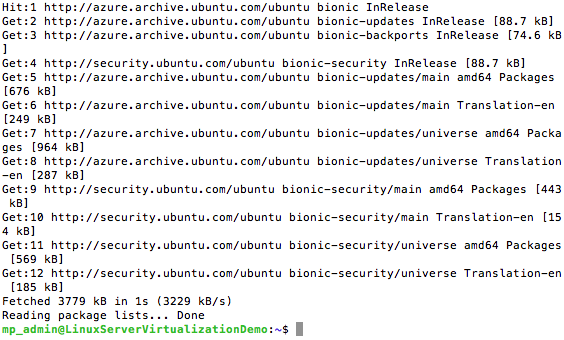 Hit:1 http://azure.archive.ubuntu.com/ubuntu bionic InRelease
Get:2 http://azure.archive.ubuntu.com/ubuntu bionic-updates InRelease [88.7 kB]
Get:3 http://azure.archive.ubuntu.com/ubuntu bionic-backports InRelease [74.6 kB
]
Get:4 http://security.ubuntu.com/ubuntu bionic-security InRelease [88.7 kB]
Get:5 http://azure.archive.ubuntu.com/ubuntu bionic-updates/main amd64 Packages
[676 kB]
Get:6 http://azure.archive.ubuntu.com/ubuntu bionic-updates/main Translation-en
[249 kB]
Get:7 http://azure.archive.ubuntu.com/ubuntu bionic-updates/universe amd64 Packa
ges [964 kB]
Get:8 http://azure.archive.ubuntu.com/ubuntu bionic-updates/universe Translation
-en [287 kB]
Get:9 http://security.ubuntu.com/ubuntu bionic-security/main amd64 Packages [443
 kB]
Get:10 http://security.ubuntu.com/ubuntu bionic-security/main Translation-en [15
4 kB]
Get:11 http://security.ubuntu.com/ubuntu bionic-security/universe amd64 Packages
 [569 kB]
Get:12 http://security.ubuntu.com/ubuntu bionic-security/universe Translation-en
 [185 kB]
Fetched 3779 kB in 1s (3229 kB/s)
Reading package lists... Done
mp_admin@LinuxServerVirtualizationDemo:~$